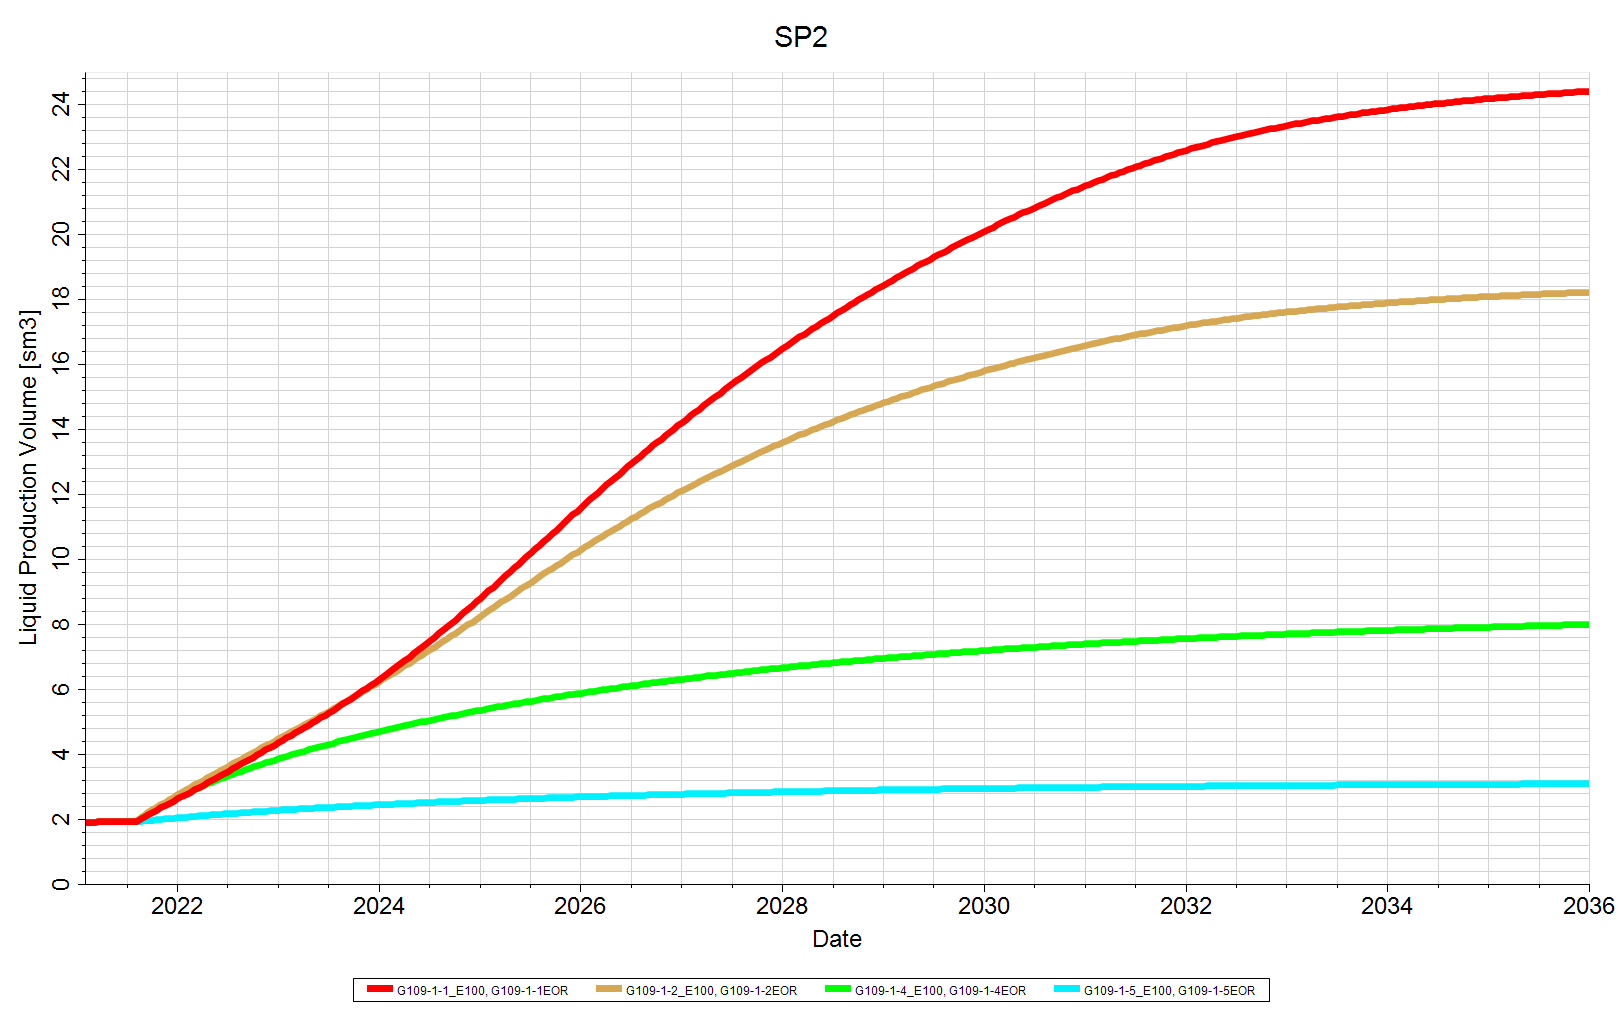 SP2
Liquid Production Volume [sm3]
24
22
20
18
16
14
12
10
8
6
4
2
0
2022 2024 2026 2028 2030 2032 2034 2036
Date
G109-1-1_E100, G109-1-1EOR G109-1-2_E100, G109-1-2EOR G109-1-4_E100, G109-1-4EOR G109-1-5_E100, G109-1-5EOR